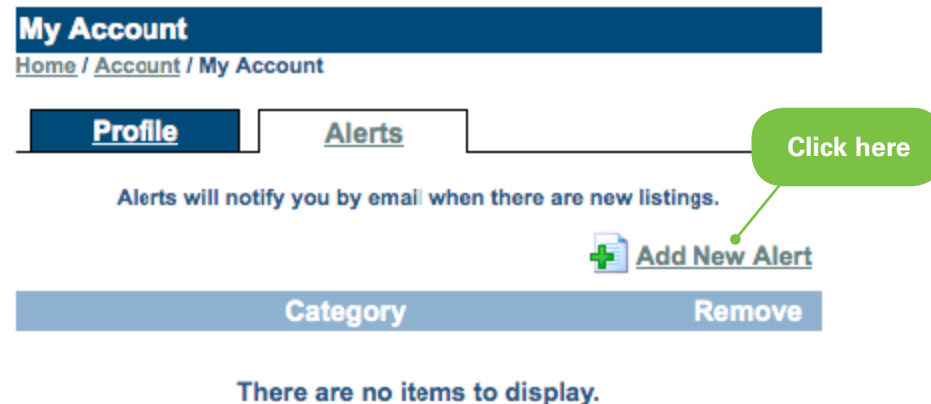 My Account
Home / Account / My Account
Profile Alerts
Click here
Alerts will notify you by email when there are new listings.
Add New Alert
Category Remove
There are no items to display.